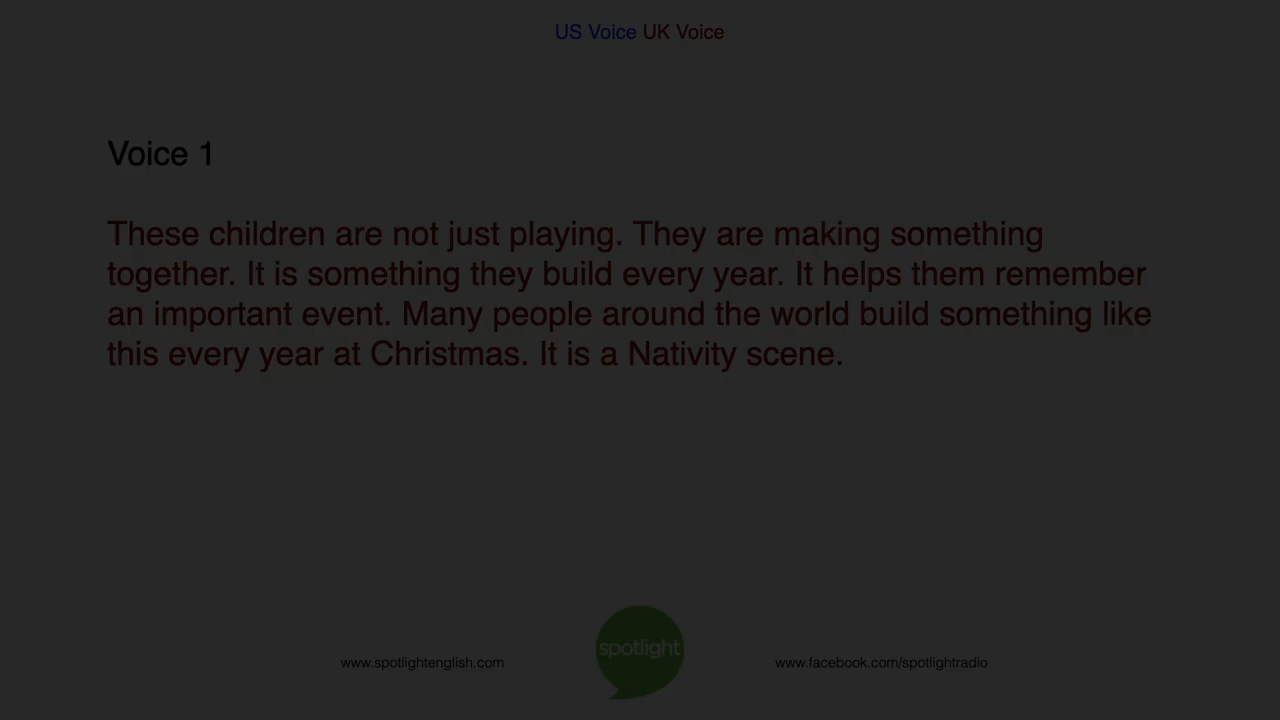 US Voice UK Voice
Voice 1
These children are not just playing. They are making something
together. It is something they build every year. It helps them remember
an important event. Many people around the world build something like
this every year at Christmas. It is a Nativity scene.
spotlight
www.spotlightenglish.com
www.facebook.com/spotlightradio